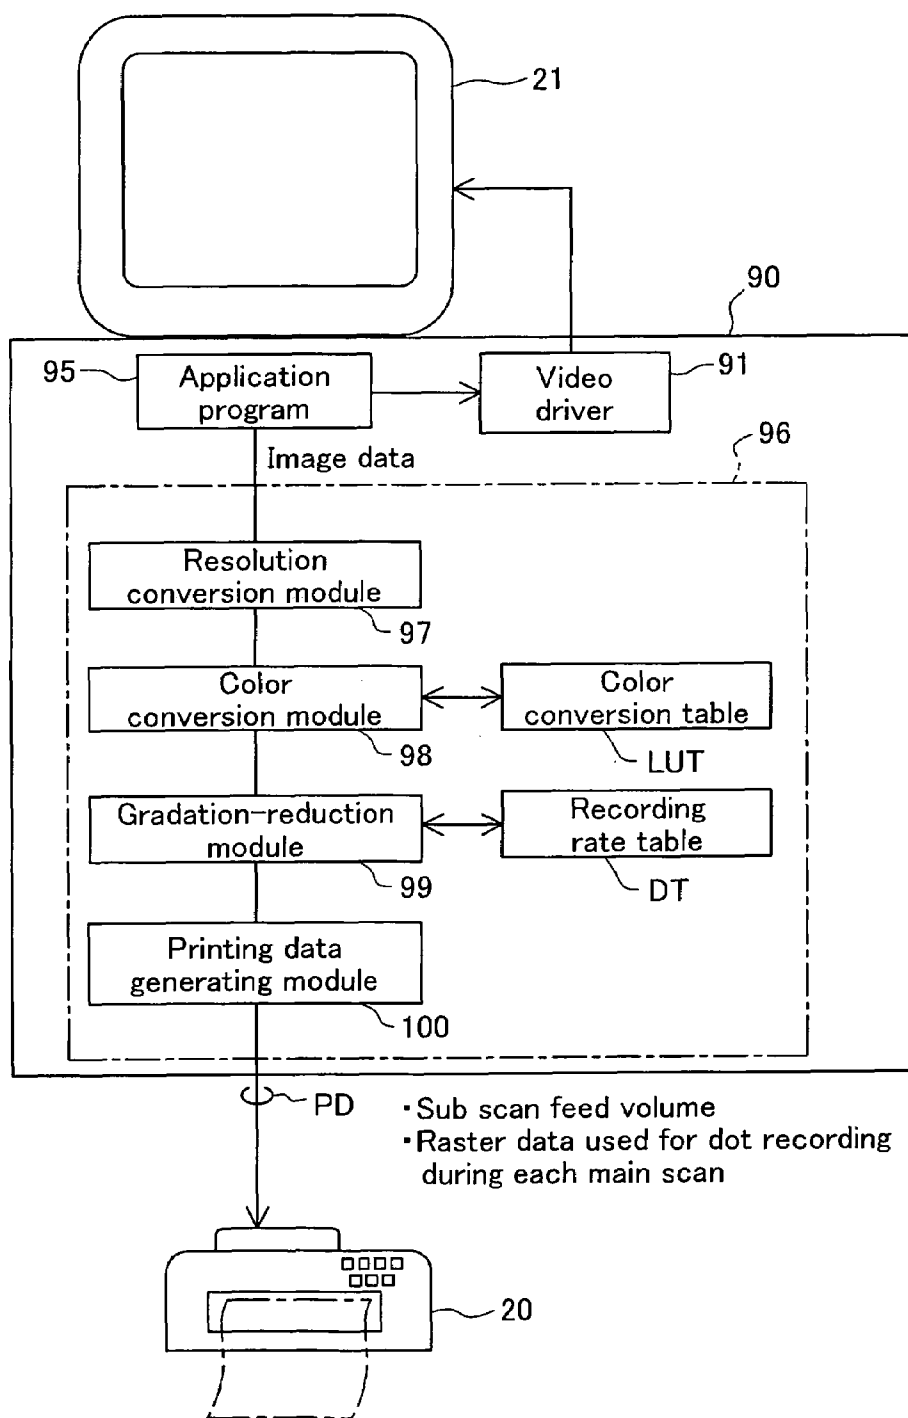 21
90
95
Application
program
Video
driver
91
Image data
96
Resolution
conversion module
97
Color
conversion module
98
Color
conversion table
LUT
Gradation-reduction
module
99
Recording
rate table
DT
Printing data
generating module
100
PD
・Sub scan feed volume
・Raster data used for dot recording
during each main scan
20